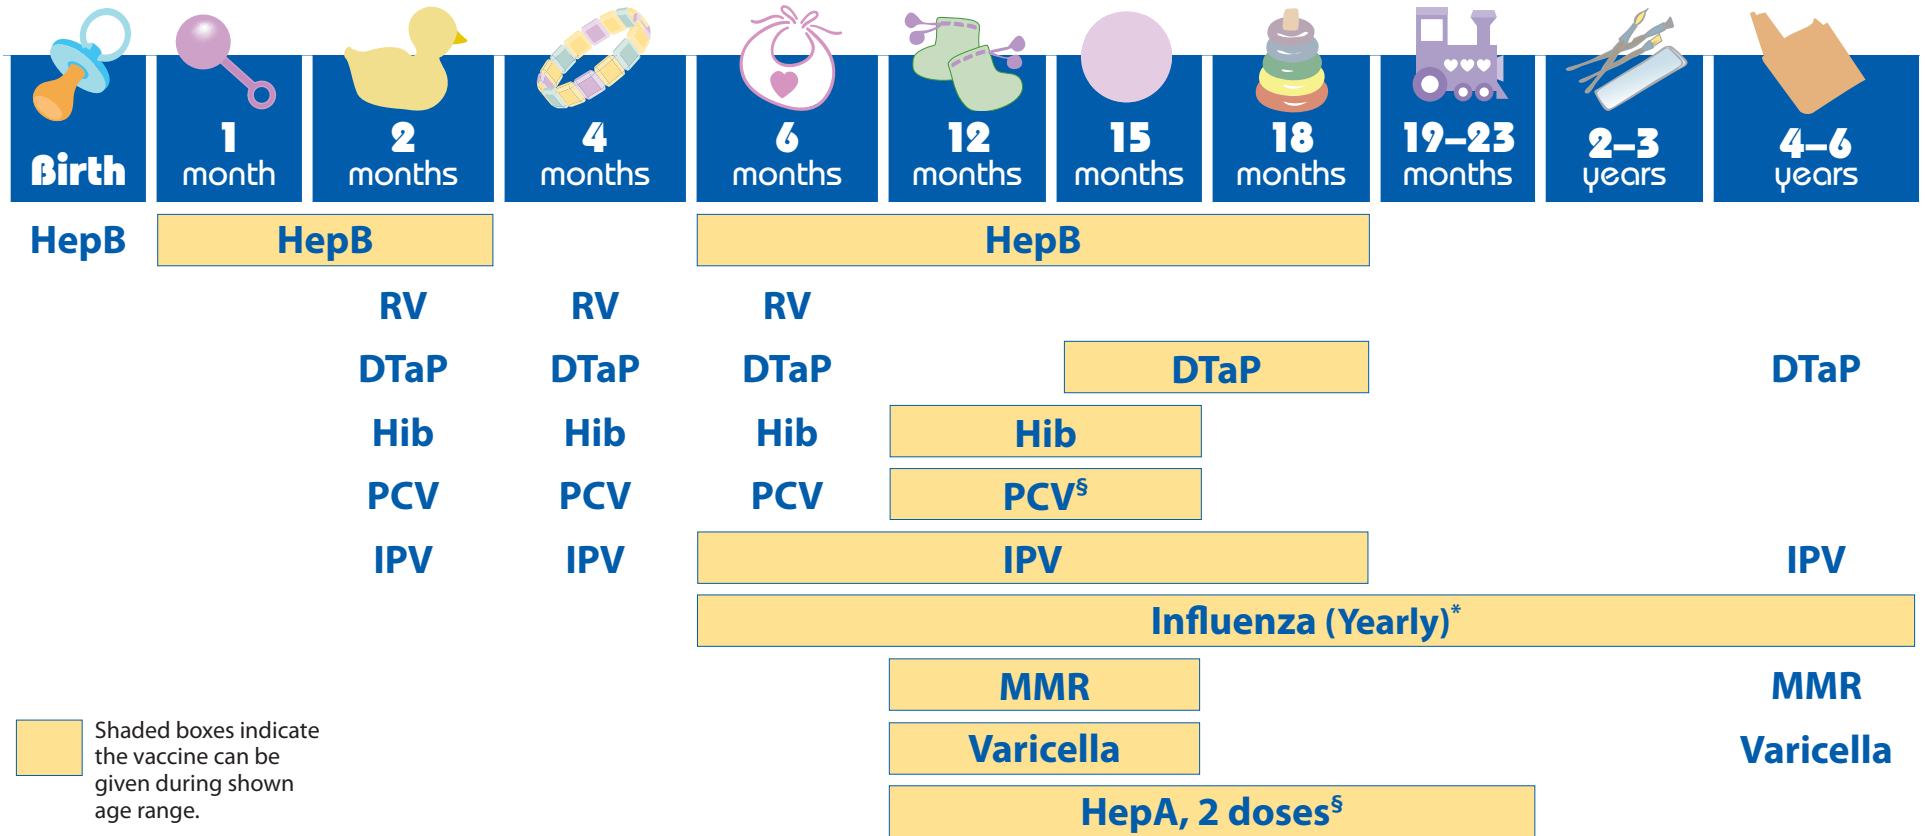 Birth
1 month
2 months
4 months
6 months
12 months
15 months
18 months
19–23 months
2–3 years
4–6 years
HepB HepB HepB
RV RV RV
DTaP DTaP DTaP DTaP DTaP
Hib Hib Hib Hib
PCV PCV PCV PCV§
IPV IPV IPV IPV
Influenza (Yearly)*
MMR MMR
Varicella Varicella
HepA, 2 doses§
Shaded boxes indicate
the vaccine can be
given during shown
age range.